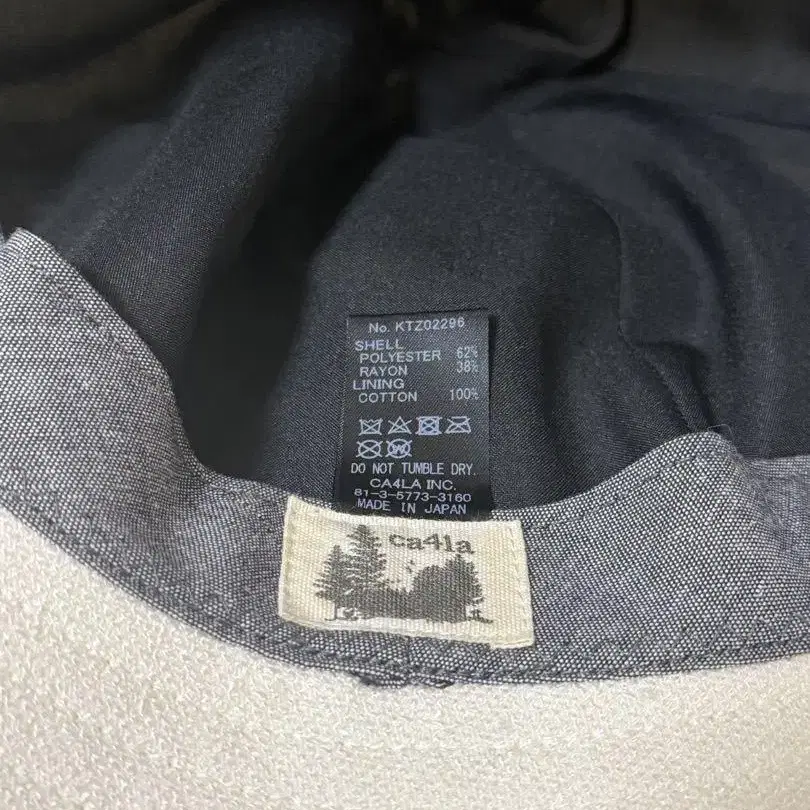 No. KTZ02296
SHELL
POLYESTER 62%
RAYON 38%
LINING
COTTON 100%
DO NOT TUMBLE DRY.
CA4LA INC.
81-3-5773-3160
MADE IN JAPAN
ca4la